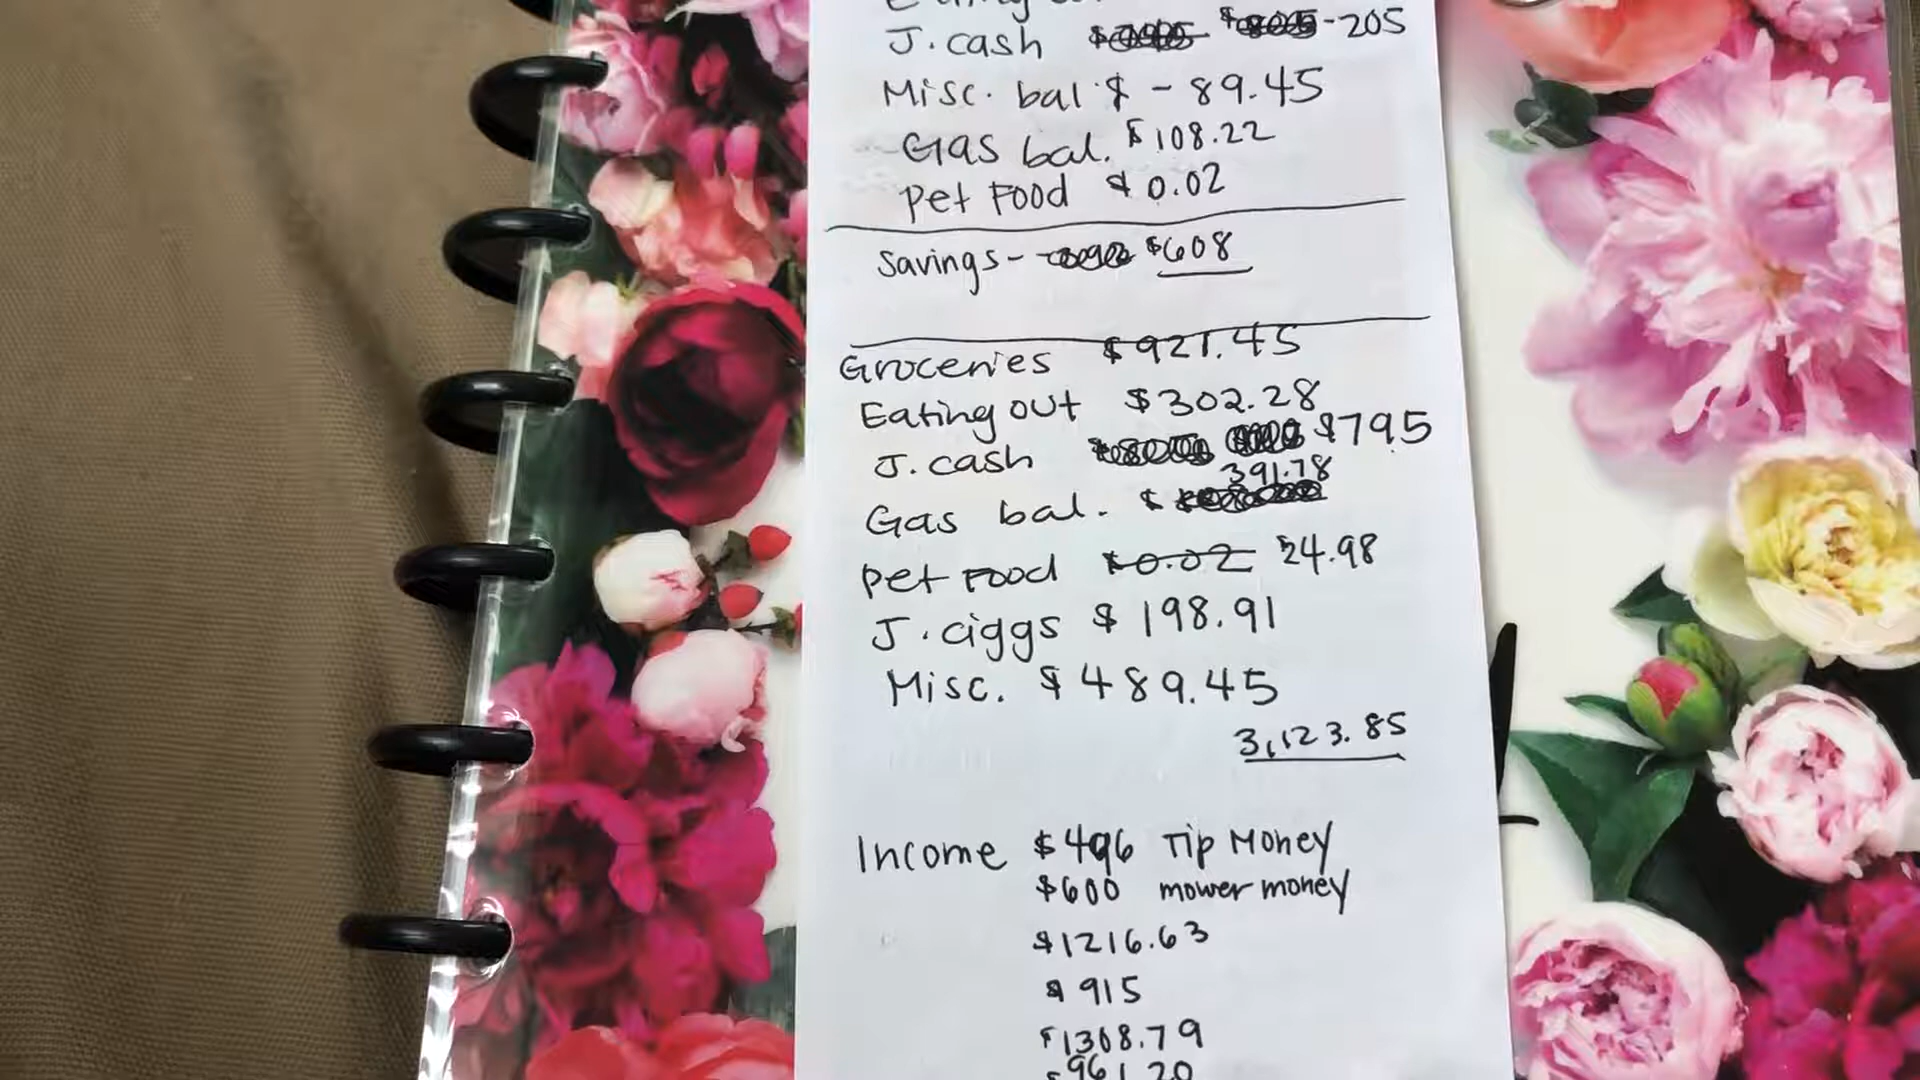 J. cash -205
Misc. bal $ -89.45
Gas bal. $108.22
Pet Food $0.02
Savings- $608
Groceries $921.45
Eating out $302.28
J. cash $795
Gas bal. $ 391.78
Pet Food $0.02 $24.98
J. ciggs $198.91
Misc. $489.45
3,123.85
Income $496 Tip Money
$600 mower money
$1216.63
$915
$1308.79
$961.20